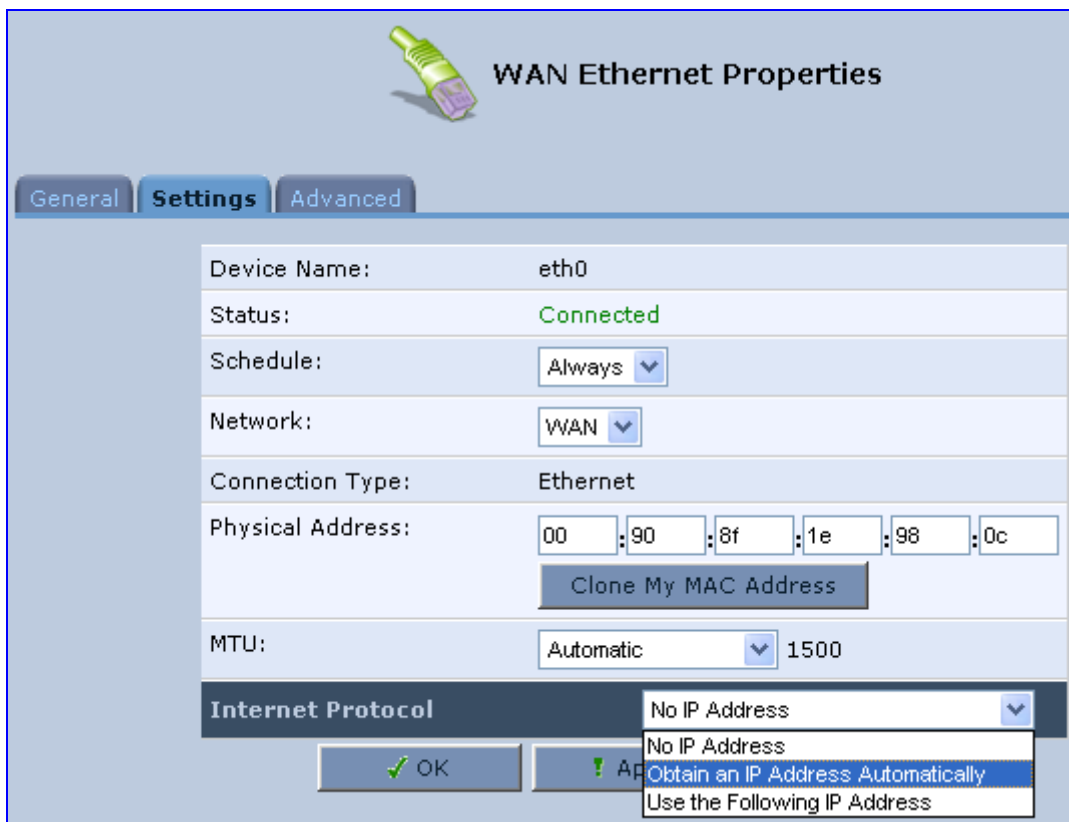 WAN Ethernet Properties
General Settings Advanced
Device Name: eth0
Status: Connected
Schedule: Always
Network: WAN
Connection Type: Ethernet
Physical Address: 00 : 90 : 8f : 1e : 98 : 0c
Clone My MAC Address
MTU: Automatic 1500
Internet Protocol No IP Address
No IP Address
OK ! Ap
Obtain an IP Address Automatically
Use the Following IP Address